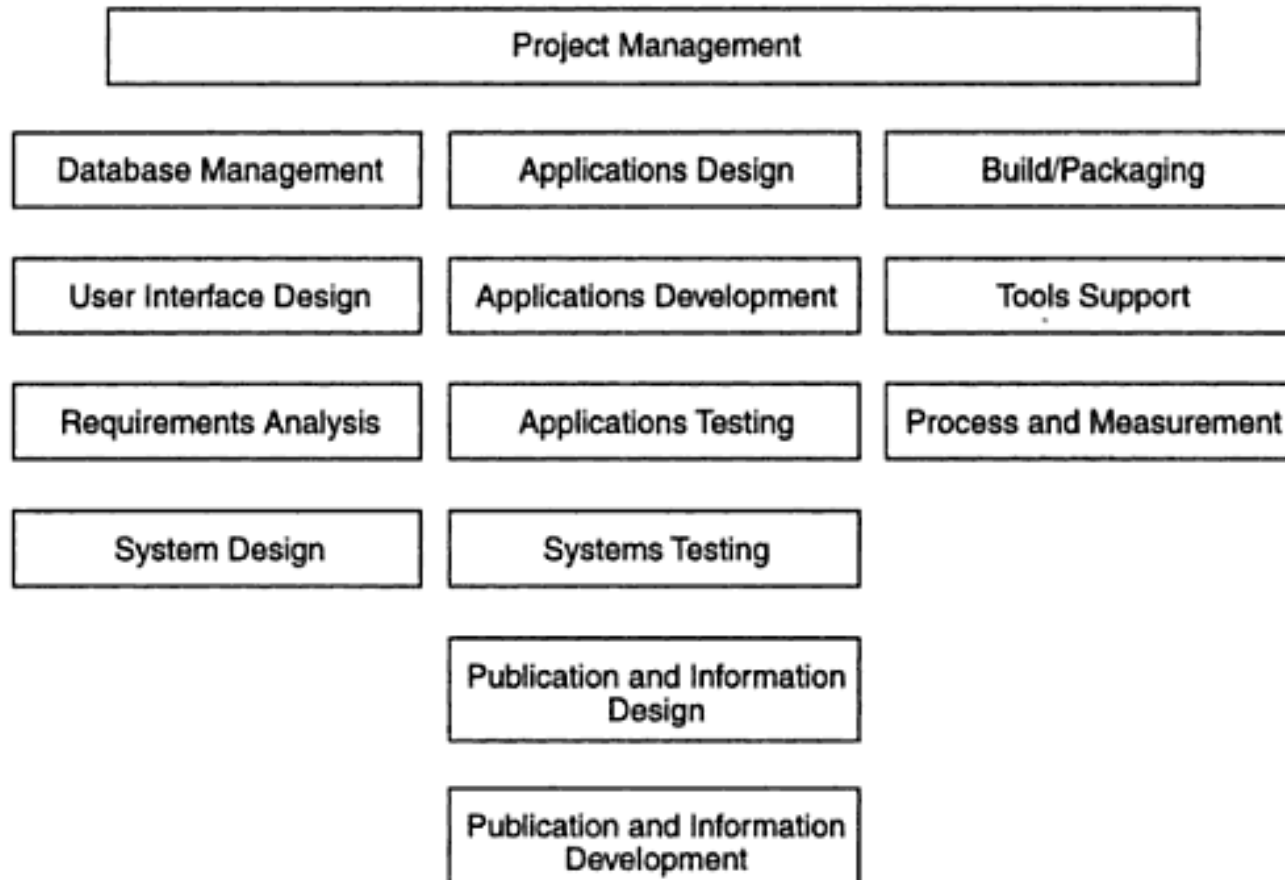 Project Management
Database Management
Applications Design
Build/Packaging
User Interface Design
Applications Development
Tools Support
Requirements Analysis
Applications Testing
Process and Measurement
System Design
Systems Testing
Publication and Information
Design
Publication and Information
Development